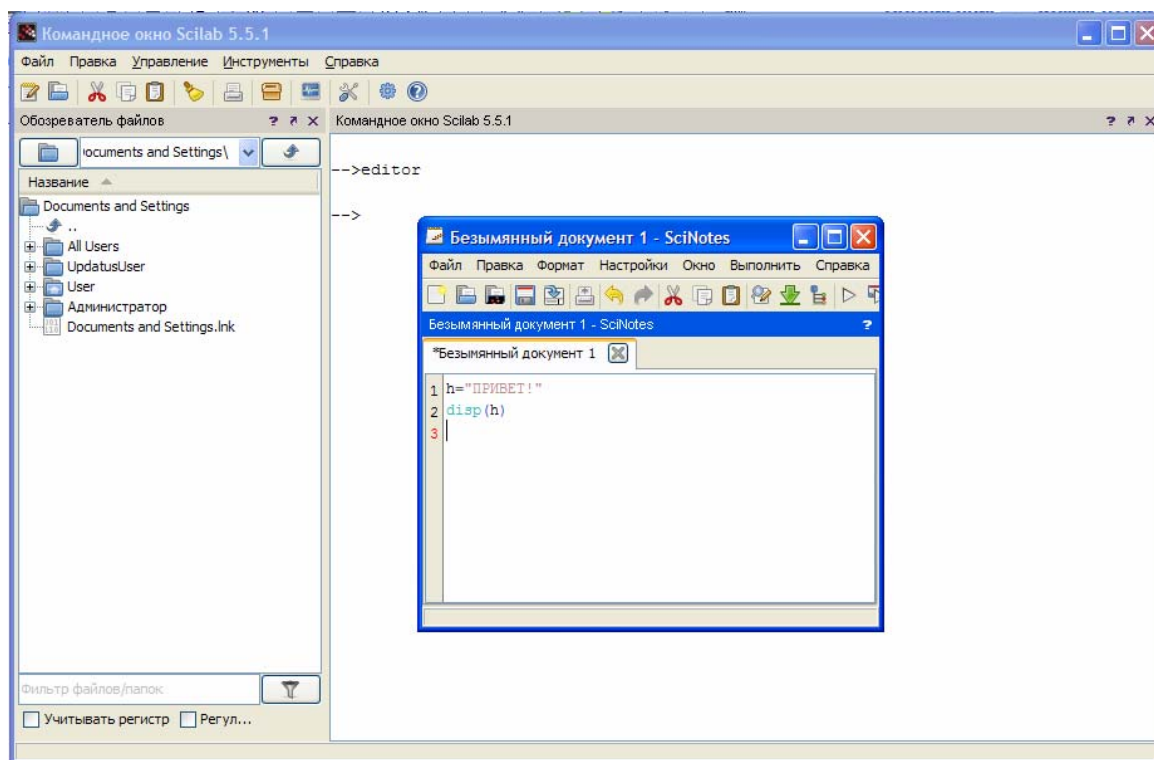 Командное окно Scilab 5.5.1
Файл Правка Управление Инструменты Справка
Обозреватель файлов
Командное окно Scilab 5.5.1
ocuments and Settings\
Название
Documents and Settings
..
All Users
UpdatusUser
User
Администратор
Documents and Settings.lnk
Фильтр файлов/папок
Учитывать регистр Регул...
-->editor
-->
Безымянный документ 1 - SciNotes
Файл Правка Формат Настройки Окно Выполнить Справка
Безымянный документ 1 - SciNotes
*Безымянный документ 1
1 h="ПРИВЕТ!"
2 disp(h)
3